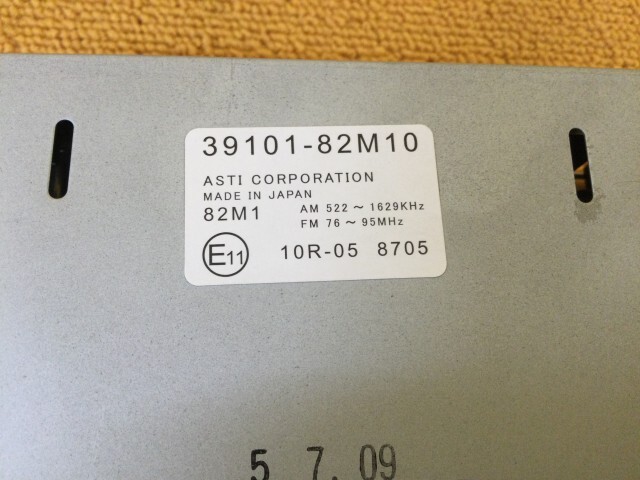 39101-82M10
ASTI CORPORATION
MADE IN JAPAN
82M1 AM 522 ～ 1629KHz
FM 76 ～ 95MHz
E11 10R-05 8705
5 7.09